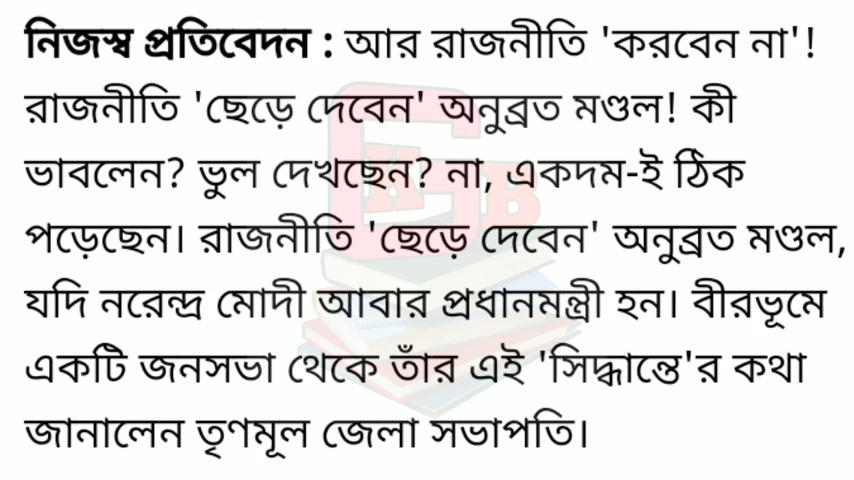 নিজস্ব প্রতিবেদন : আর রাজনীতি 'করবেন না'!
রাজনীতি 'ছেড়ে দেবেন' অনুব্রত মণ্ডল! কী
ভাবলেন? ভুল দেখছেন? না, একদম-ই ঠিক
পড়েছেন। রাজনীতি 'ছেড়ে দেবেন' অনুব্রত মণ্ডল,
যদি নরেন্দ্র মোদী আবার প্রধানমন্ত্রী হন। বীরভূমে
একটি জনসভা থেকে তাঁর এই 'সিদ্ধান্তে'র কথা
জানালেন তৃণমূল জেলা সভাপতি।
K
B